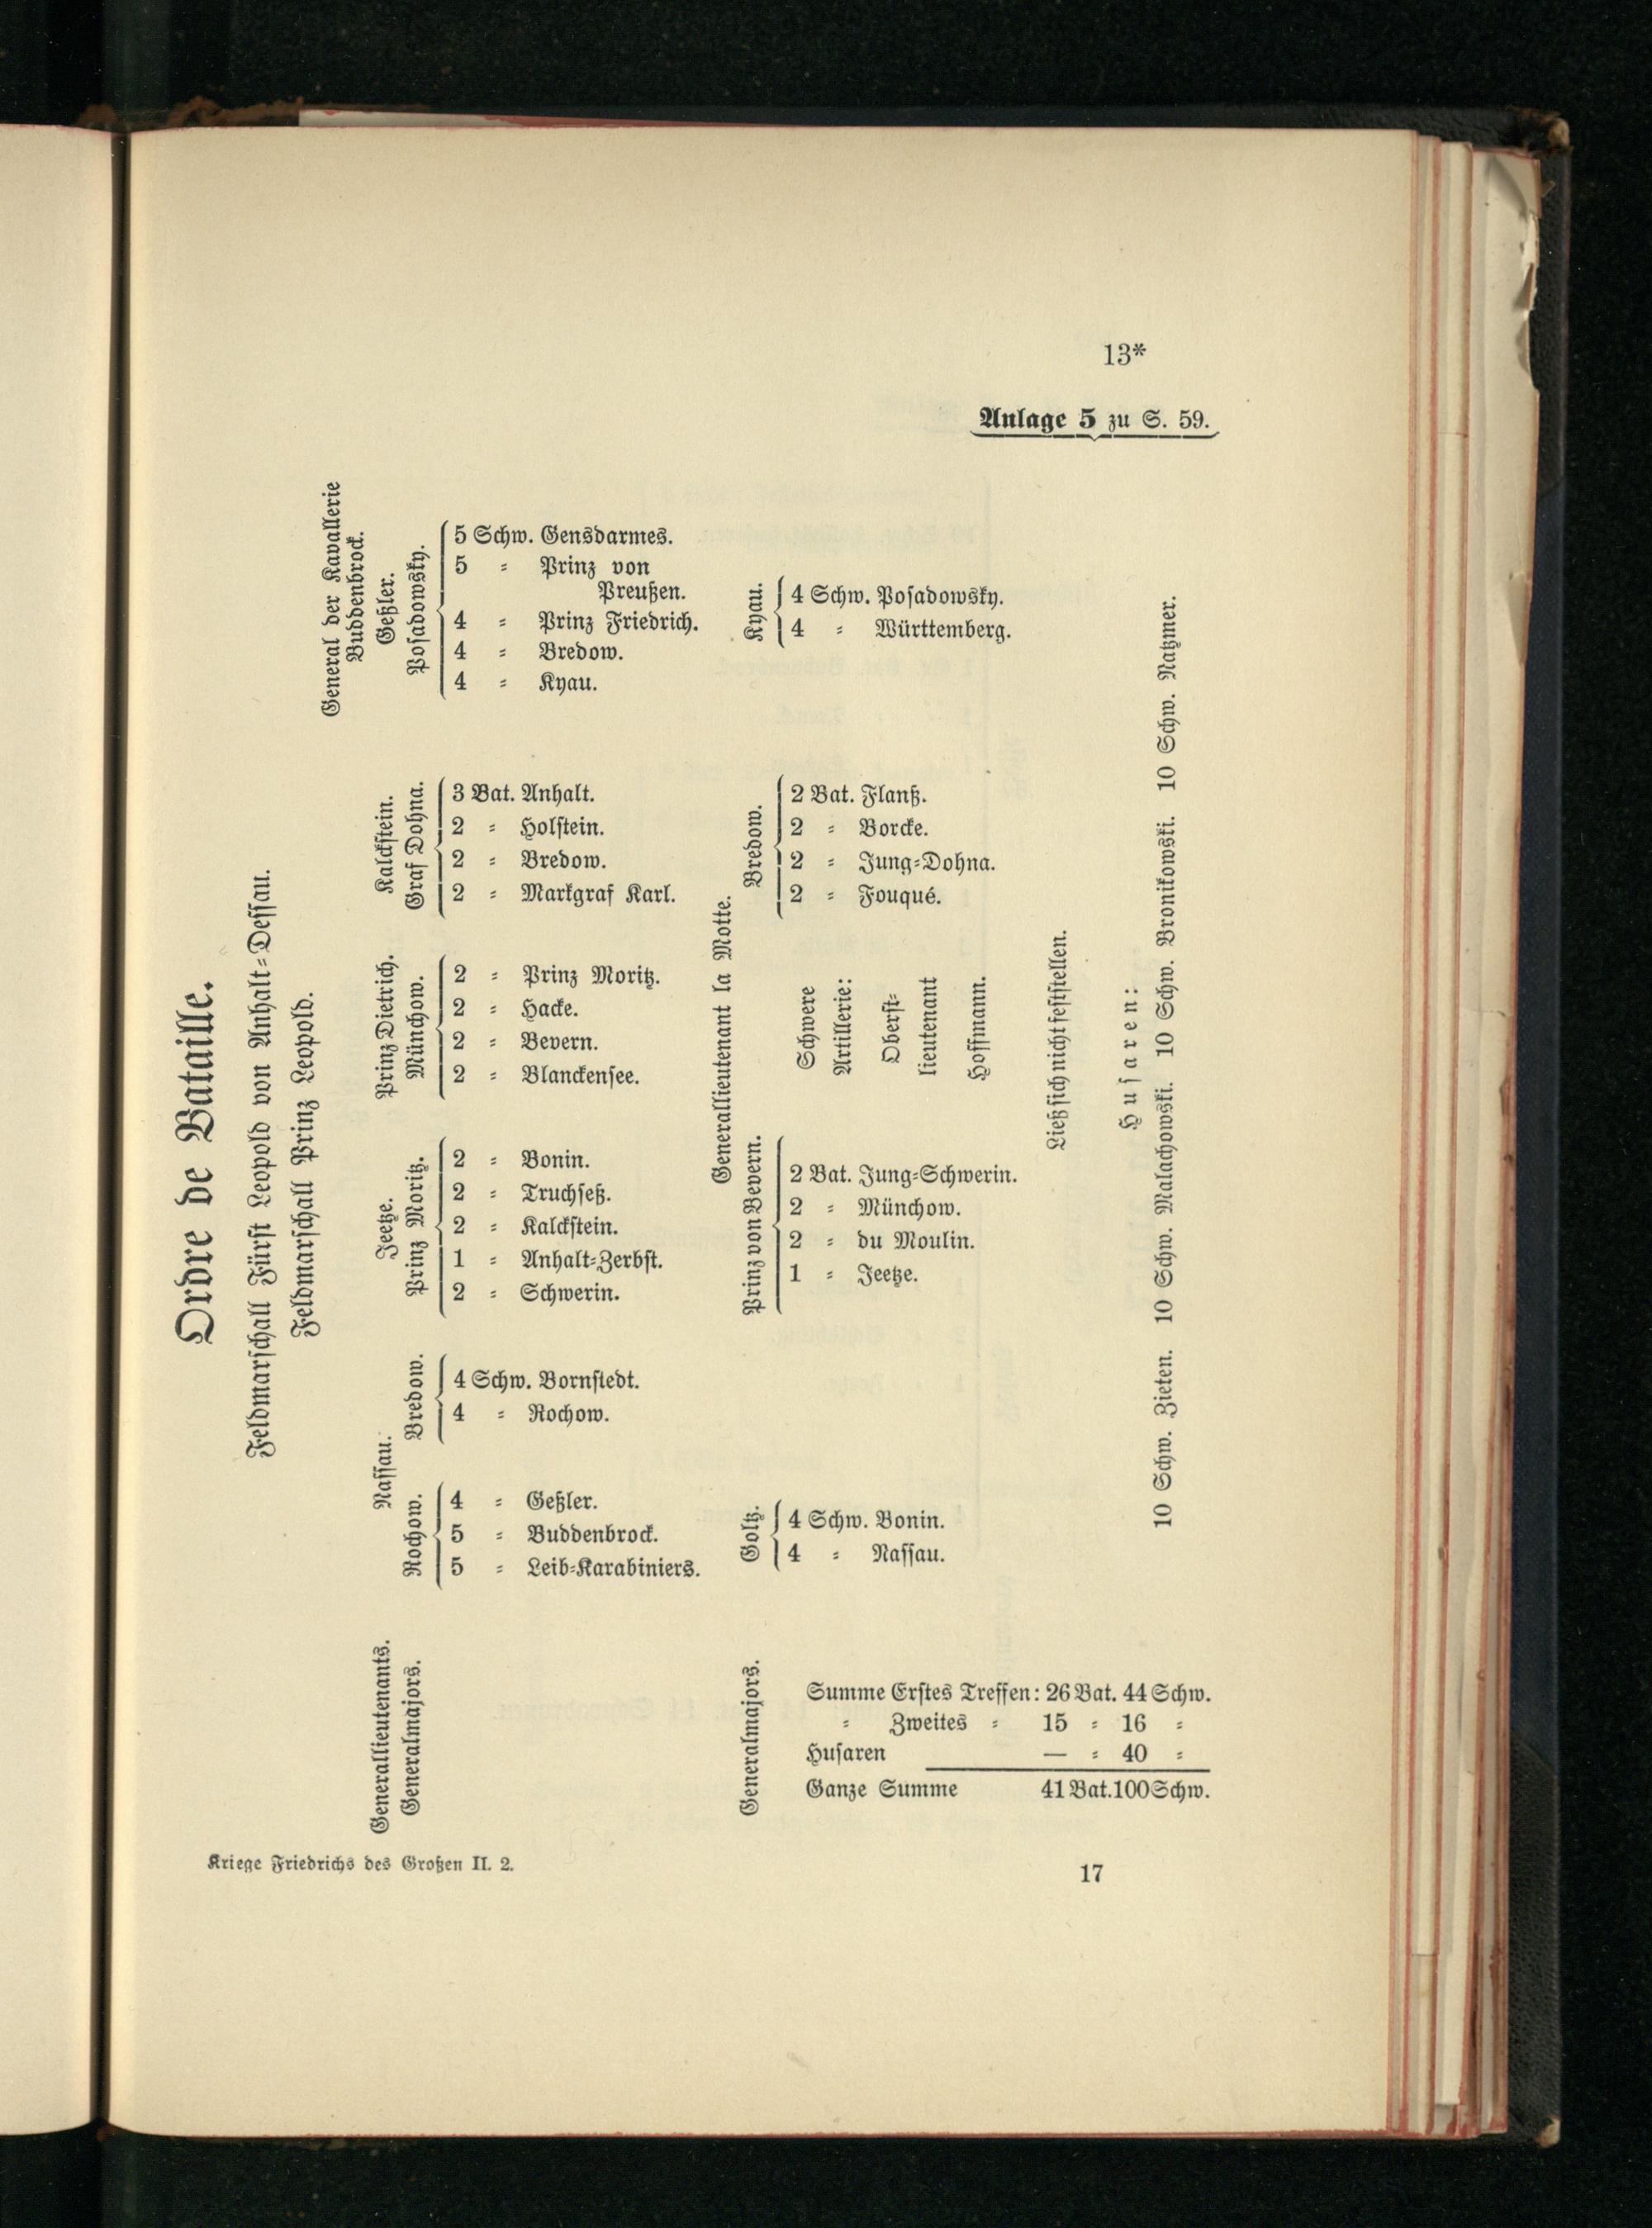 13*
Anlage 5 zu S. 59.
Ordre de Bataille.
Feldmarschall Fürst Leopold von Anhalt-Dessau.
Feldmarschall Prinz Leopold.
General der Kavallerie
Buddenbrock.
Geßler.
Posadowsky.
5 Schw. Gensdarmes.
5 = Prinz von
Preußen.
4 = Prinz Friedrich.
4 = Bredow.
4 = Kyau.
Kyau.
4 Schw. Posadowsky.
4 = Württemberg.
Kalckstein.
Graf Dohna.
3 Bat. Anhalt.
2 = Holstein.
2 = Bredow.
2 = Markgraf Karl.
Bredow.
2 Bat. Flanß.
2 = Borcke.
2 = Jung-Dohna.
2 = Fouqué.
Prinz Dietrich.
Münchow.
2 = Prinz Moritz.
2 = Hacke.
2 = Bevern.
2 = Blanckensee.
Generallieutenant la Motte.
Schwere
Artillerie:
Oberst-
lieutenant
Hoffmann.
Ließ sich nicht feststellen.
Jeetze.
Prinz Moritz.
2 = Bonin.
2 = Truchseß.
2 = Kalckstein.
1 = Anhalt-Zerbst.
2 = Schwerin.
Prinz von Bevern.
2 Bat. Jung-Schwerin.
2 = Münchow.
2 = du Moulin.
1 = Jeetze.
Nassau.
Bredow.
4 Schw. Bornstedt.
4 = Rochow.
Rochow.
4 = Geßler.
5 = Buddenbrock.
5 = Leib-Karabiniers.
Goltz.
4 Schw. Bonin.
4 = Nassau.
Husaren:
10 Schw. Zieten. 10 Schw. Malachowski. 10 Schw. Bronikowski. 10 Schw. Natzmer.
Generallieutenants.
Generalmajors.
Generalmajors.
Summe Erstes Treffen: 26 Bat. 44 Schw.
= Zweites = 15 = 16 =
Husaren — = 40 =
Ganze Summe 41 Bat. 100 Schw.
Kriege Friedrichs des Großen II. 2.
17